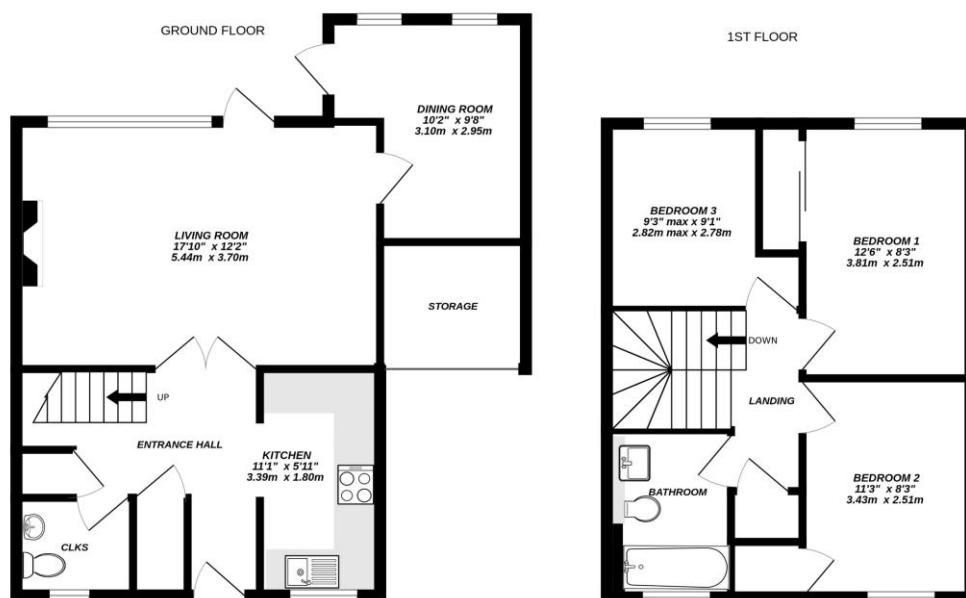 GROUND FLOOR
DINING ROOM
10'2" x 9'8"
3.10m x 2.95m
LIVING ROOM
17'10" x 12'2"
5.44m x 3.70m
STORAGE
UP
ENTRANCE HALL
KITCHEN
11'1" x 5'11"
3.39m x 1.80m
CLKS
1ST FLOOR
BEDROOM 3
9'3" max x 9'1"
2.82m max x 2.78m
BEDROOM 1
12'6" x 8'3"
3.81m x 2.51m
DOWN
LANDING
BEDROOM 2
11'3" x 8'3"
3.43m x 2.51m
BATHROOM